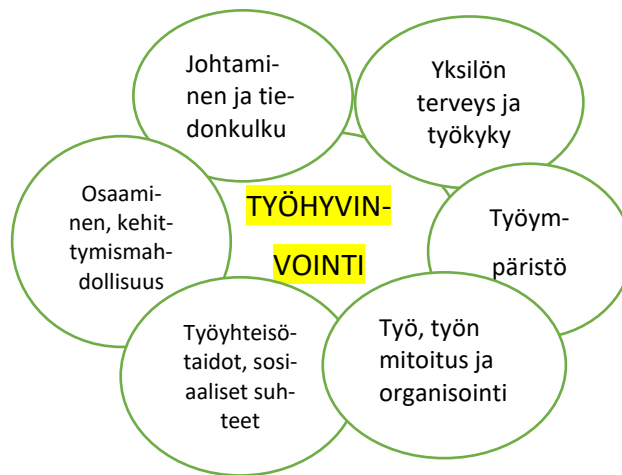 Johtami-
nen ja tie-
donkulku
Yksilön
terveys ja
työkyky
Osaami-
nen, kehit-
tymismah-
dollisuus
TYÖHYVIN-
VOINTI
Työym-
päristö
Työyhteisö-
taidot, sosi-
aaliset suh-
teet
Työ, työn
mitoitus ja
organisointi